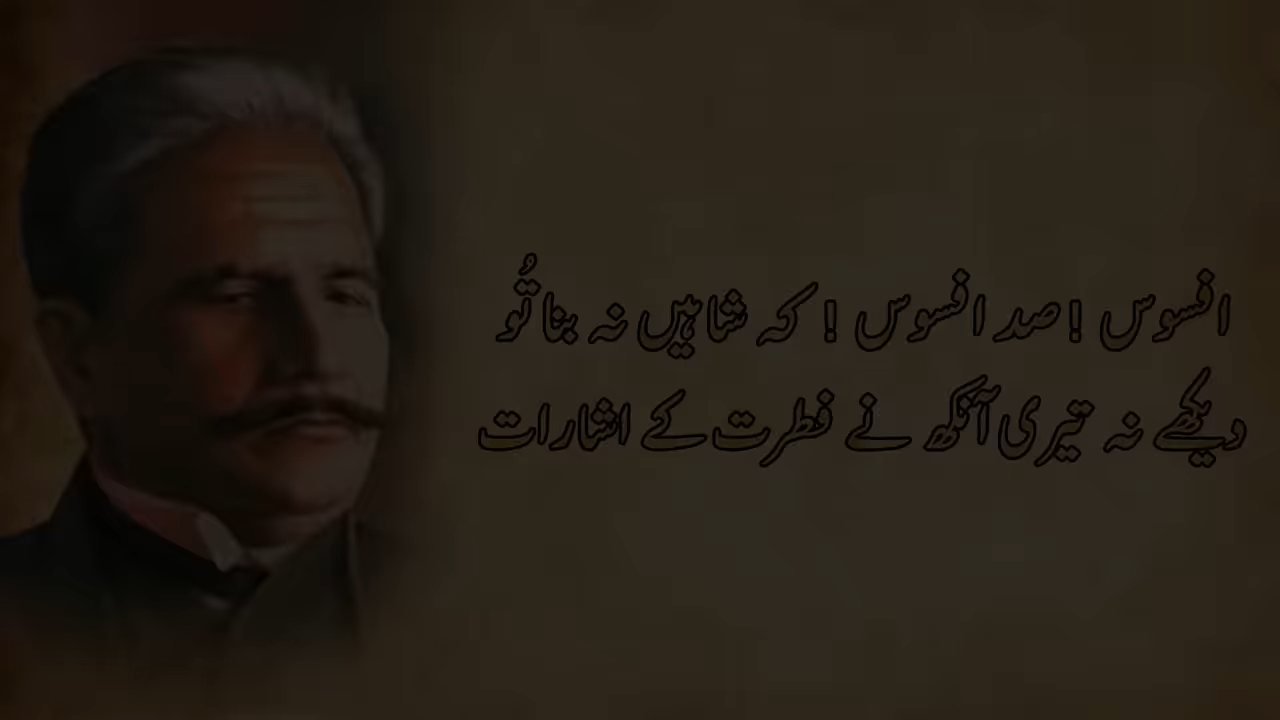 افسوس ! صد افسوس ! کہ شاہیں نہ بنا تُو
دیکھے نہ تیری آنکھ نے فطرت کے اشارات